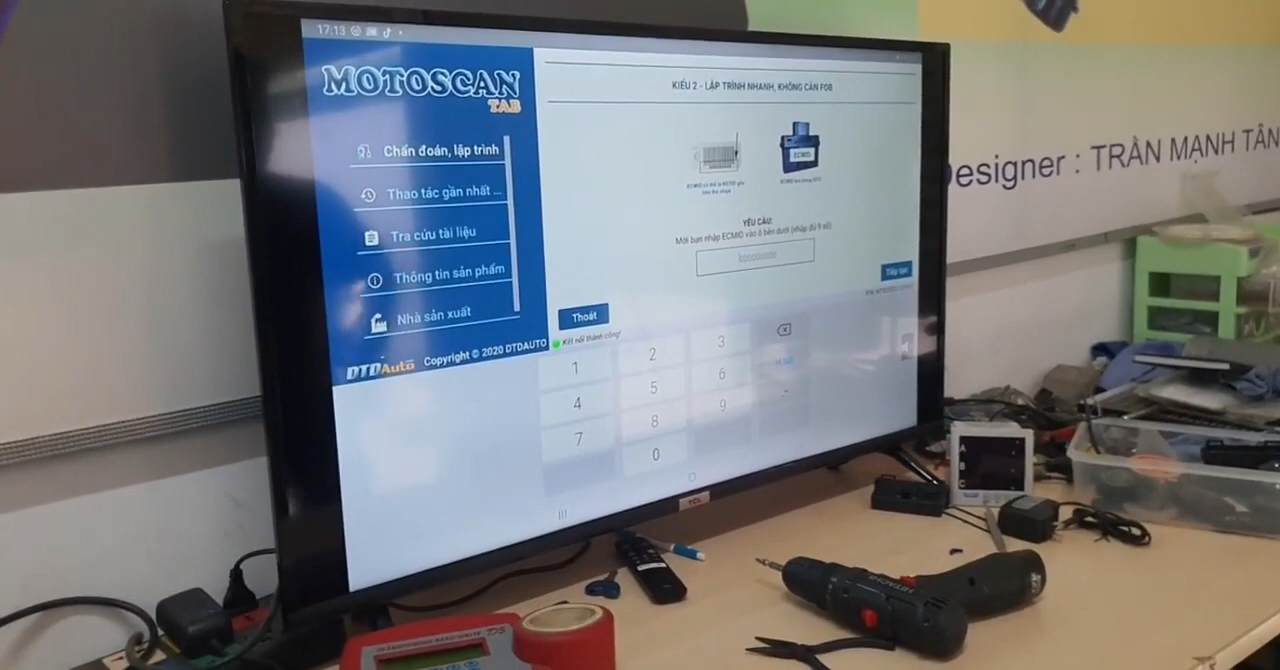 17:13
MOTOSCAN
TAB
Chẩn đoán, lập trình
Thao tác gần nhất ...
Tra cứu tài liệu
Thông tin sản phẩm
Nhà sản xuất
DTDAuto
Copyright © 2020 DTDAUTO
KIỂU 2 - LẬP TRÌNH NHANH, KHÔNG CẦN FOB
ECMID
YÊU CẦU:
Mời bạn nhập ECMID vào ô bên dưới (nhập đủ 9 số)
000000000
Tiếp tục
Thoát
Kết nối thành công!
1
2
3
4
5
6
7
8
9
0
TCL
Designer : TRẦN MẠNH TÂN
A
B
C
HITACHI